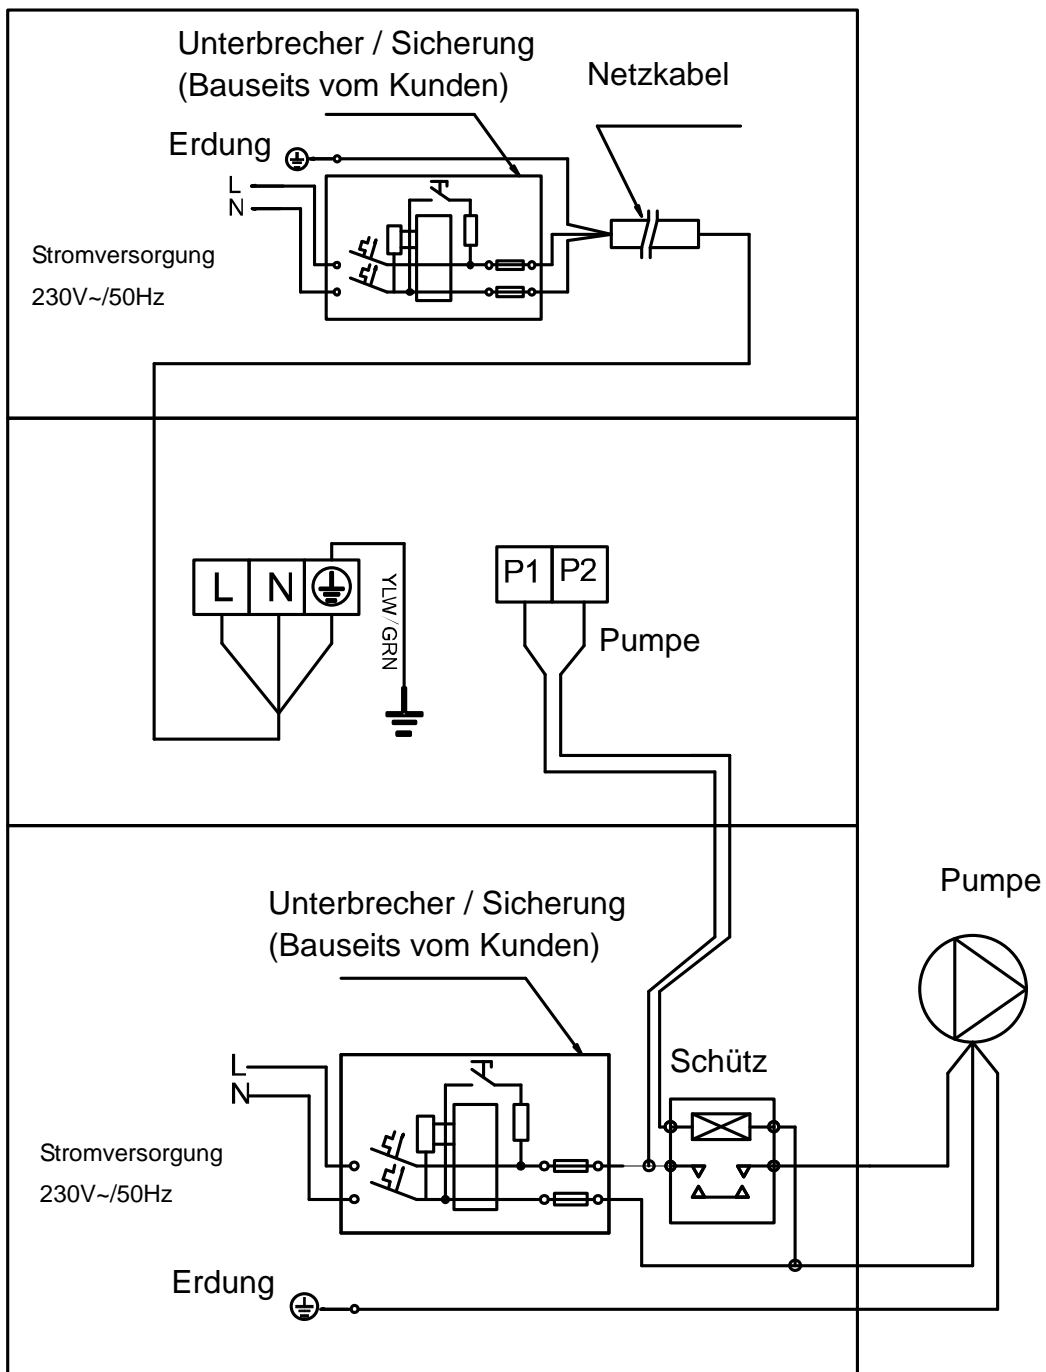 Unterbrecher / Sicherung
(Bauseits vom Kunden)
Netzkabel
Erdung
L
N
Stromversorgung
230V~/50Hz
L N
YLW/GRN
P1 P2
Pumpe
Unterbrecher / Sicherung
(Bauseits vom Kunden)
Pumpe
Schütz
L
N
Stromversorgung
230V~/50Hz
Erdung